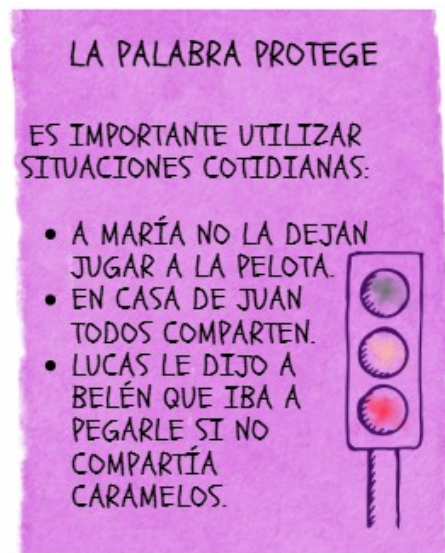 LA PALABRA PROTEGE
ES IMPORTANTE UTILIZAR
SITUACIONES COTIDIANAS:
• A MARÍA NO LA DEJAN
JUGAR A LA PELOTA.
• EN CASA DE JUAN
TODOS COMPARTEN.
• LUCAS LE DIJO A
BELÉN QUE IBA A
PEGARLE SI NO
COMPARTÍA
CARAMELOS.